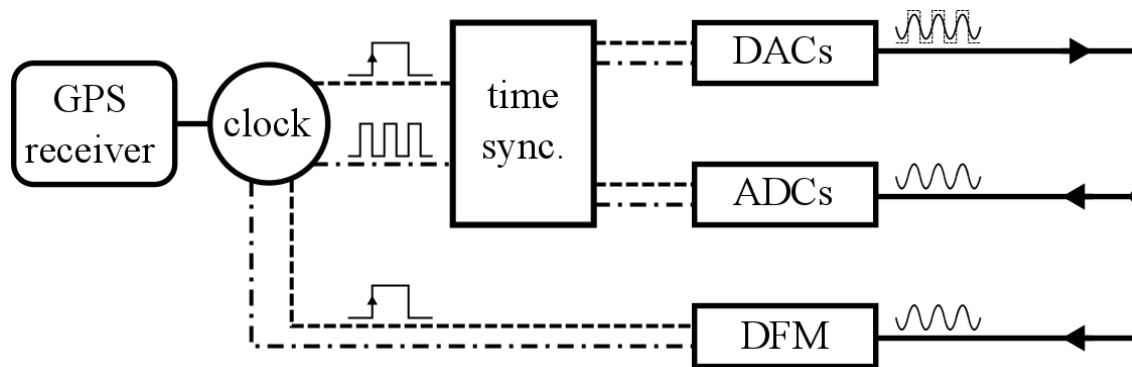 GPS
receiver
clock
time
sync.
DACs
ADCs
DFM